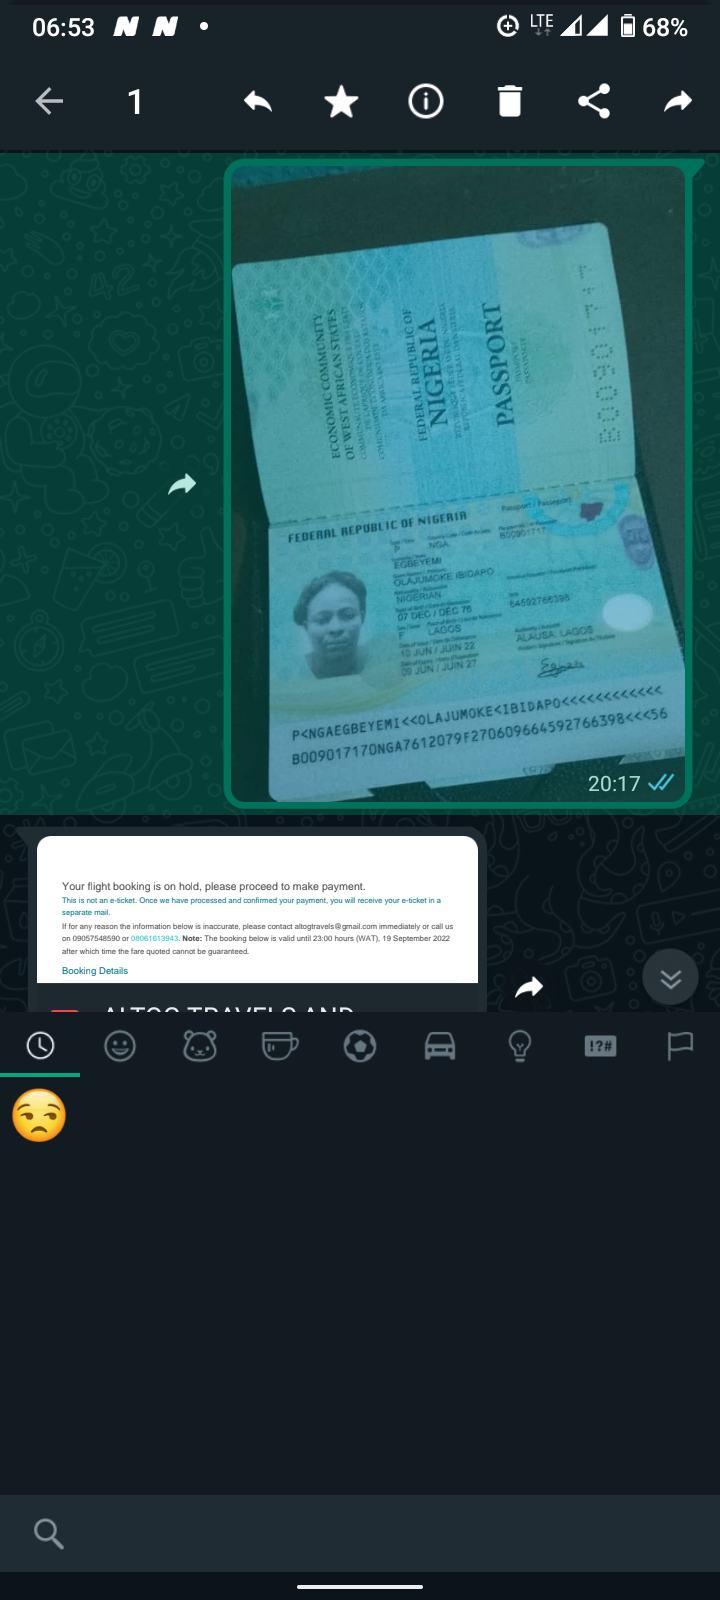 06:53
LTE
68%
1
ECONOMIC COMMUNITY
OF WEST AFRICAN STATES
FEDERAL REPUBLIC OF
NIGERIA
PASSPORT
B00901717
FEDERAL REPUBLIC OF NIGERIA
Passport / Passeport
P NGA B00901717
EGBEYEMI
OLAJUMOKE IBIDAPO
NIGERIAN
07 DEC / DEC 76 64592766398
F LAGOS
10 JUN / JUIN 22 ALAUSA, LAGOS
09 JUN / JUIN 27
P<NGAEGBEYEMI<<OLAJUMOKE<IBIDAPO<<<<<<<<<<<<
B009017170NGA7612079F270609664592766398<<<56
20:17
Your flight booking is on hold, please proceed to make payment.
This is not an e-ticket. Once we have processed and confirmed your payment, you will receive your e-ticket in a
separate mail.
If for any reason the information below is inaccurate, please contact altogtravels@gmail.com immediately or call us
on 09057548590 or 08061613943. Note: The booking below is valid until 23:00 hours (WAT), 19 September 2022
after which time the fare quoted cannot be guaranteed.
Booking Details
ALTOG TRAVELS AND
!?#